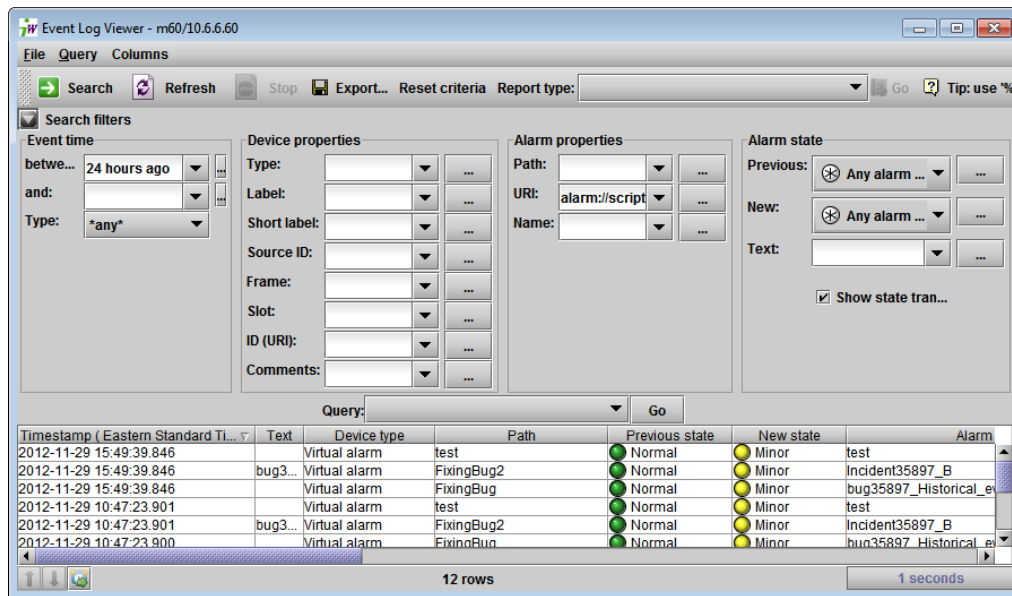 Event Log Viewer - m60/10.6.6.60
File Query Columns
Search Refresh Stop Export... Reset criteria Report type: Go Tip: use '%
Search filters
Event time Device properties Alarm properties Alarm state
betwe... 24 hours ago ... Type: ... Path: ... Previous: Any alarm ... ...
and: ... Label: ... URI: alarm://script ... New: Any alarm ... ...
Type: *any* Short label: ... Name: ... Text: ...
Source ID: ...
Frame: ... Show state tran...
Slot: ...
ID (URI): ...
Comments: ...
Query: Go
Timestamp ( Eastern Standard Ti... Text Device type Path Previous state New state Alarm
2012-11-29 15:49:39.846 Virtual alarm test Normal Minor test
2012-11-29 15:49:39.846 bug3... Virtual alarm FixingBug2 Normal Minor Incident35897_B
2012-11-29 15:49:39.846 Virtual alarm FixingBug Normal Minor bug35897_Historical_ev
2012-11-29 10:47:23.901 Virtual alarm test Normal Minor test
2012-11-29 10:47:23.901 bug3... Virtual alarm FixingBug2 Normal Minor Incident35897_B
2012-11-29 10:47:23.900 Virtual alarm FixingBug Normal Minor bug35897_Historical_ev
12 rows 1 seconds